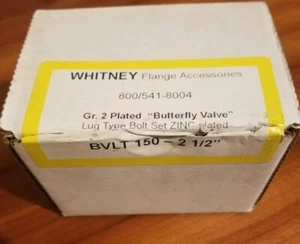 WHITNEY Flange Accessories
800/541-8004
Gr. 2 Plated "Butterfly Valve"
Lug Type Bolt Set ZINC plated
BVLT 150 - 2 1/2"